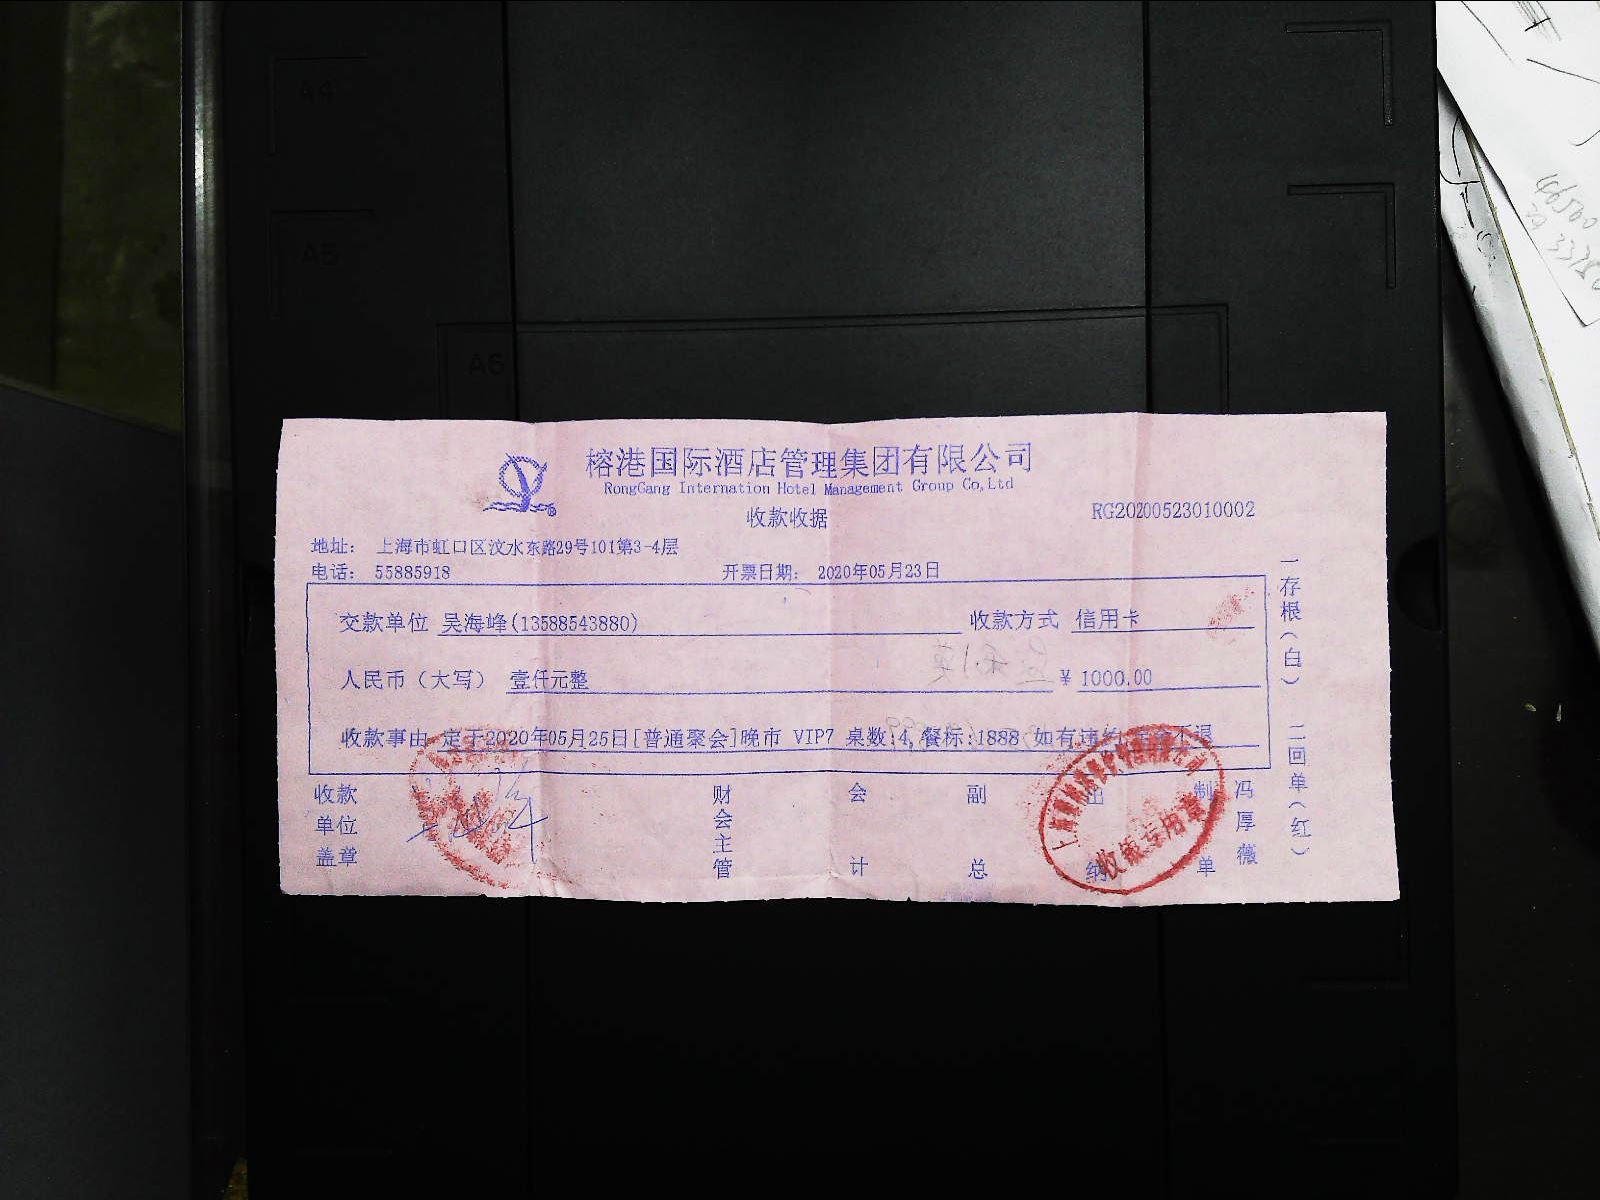 A4
A5
A6
46500
33780
榕港国际酒店管理集团有限公司
RongGang Internation Hotel Management Group Co,Ltd
收款收据
RG20200523010002
地址： 上海市虹口区汶水东路29号101第3-4层
电话： 55885918 开票日期： 2020年05月23日
交款单位 吴海峰(13588543880) 收款方式 信用卡
人民币（大写） 壹仟元整 ¥ 1000.00
收款事由 定于2020年05月25日[普通聚会]晚市 VIP7 桌数:4,餐标:1888 如有违约 不退
收款单位盖章
财会主管
会计
副总
出纳
制单
冯厚薇
一存根（白）
二回单（红）
收银专用章